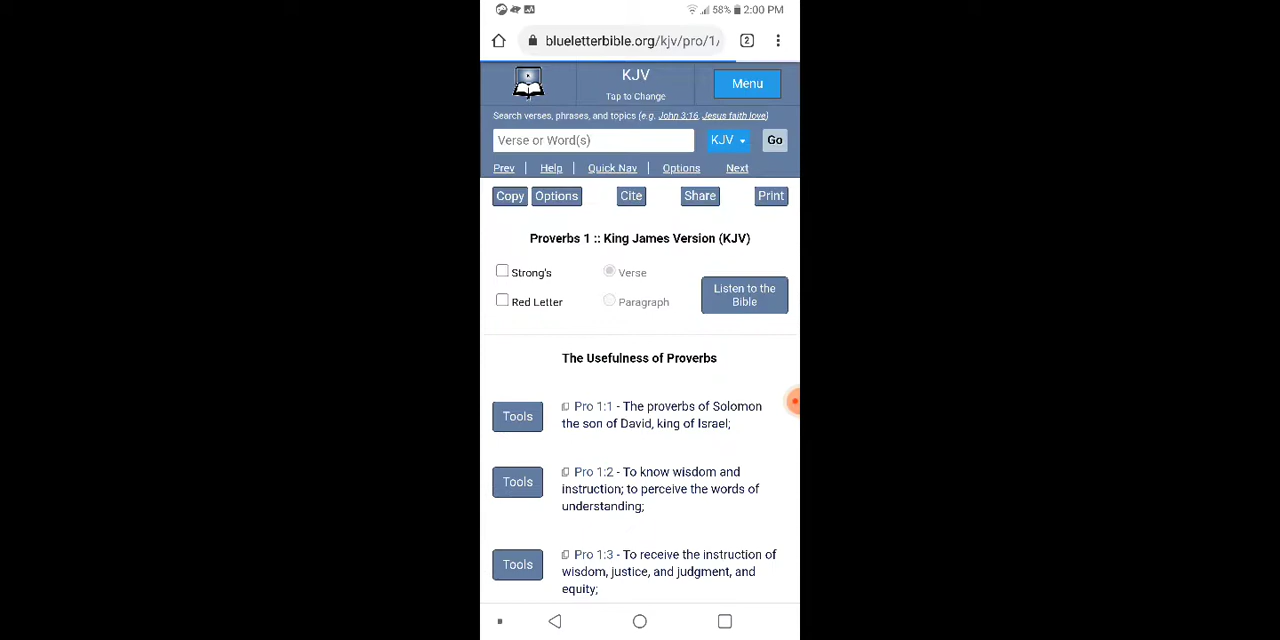 58% 2:00 PM
blueletterbible.org/kjv/pro/1/
2
KJV
Tap to Change
Menu
Search verses, phrases, and topics (e.g. John 3:16, Jesus faith love)
Verse or Word(s) KJV Go
Prev | Help | Quick Nav | Options Next
Copy Options Cite Share Print
Proverbs 1 :: King James Version (KJV)
Strong's Verse
Red Letter Paragraph
Listen to the
Bible
The Usefulness of Proverbs
Tools
Pro 1:1 - The proverbs of Solomon
the son of David, king of Israel;
Tools
Pro 1:2 - To know wisdom and
instruction; to perceive the words of
understanding;
Tools
Pro 1:3 - To receive the instruction of
wisdom, justice, and judgment, and
equity;